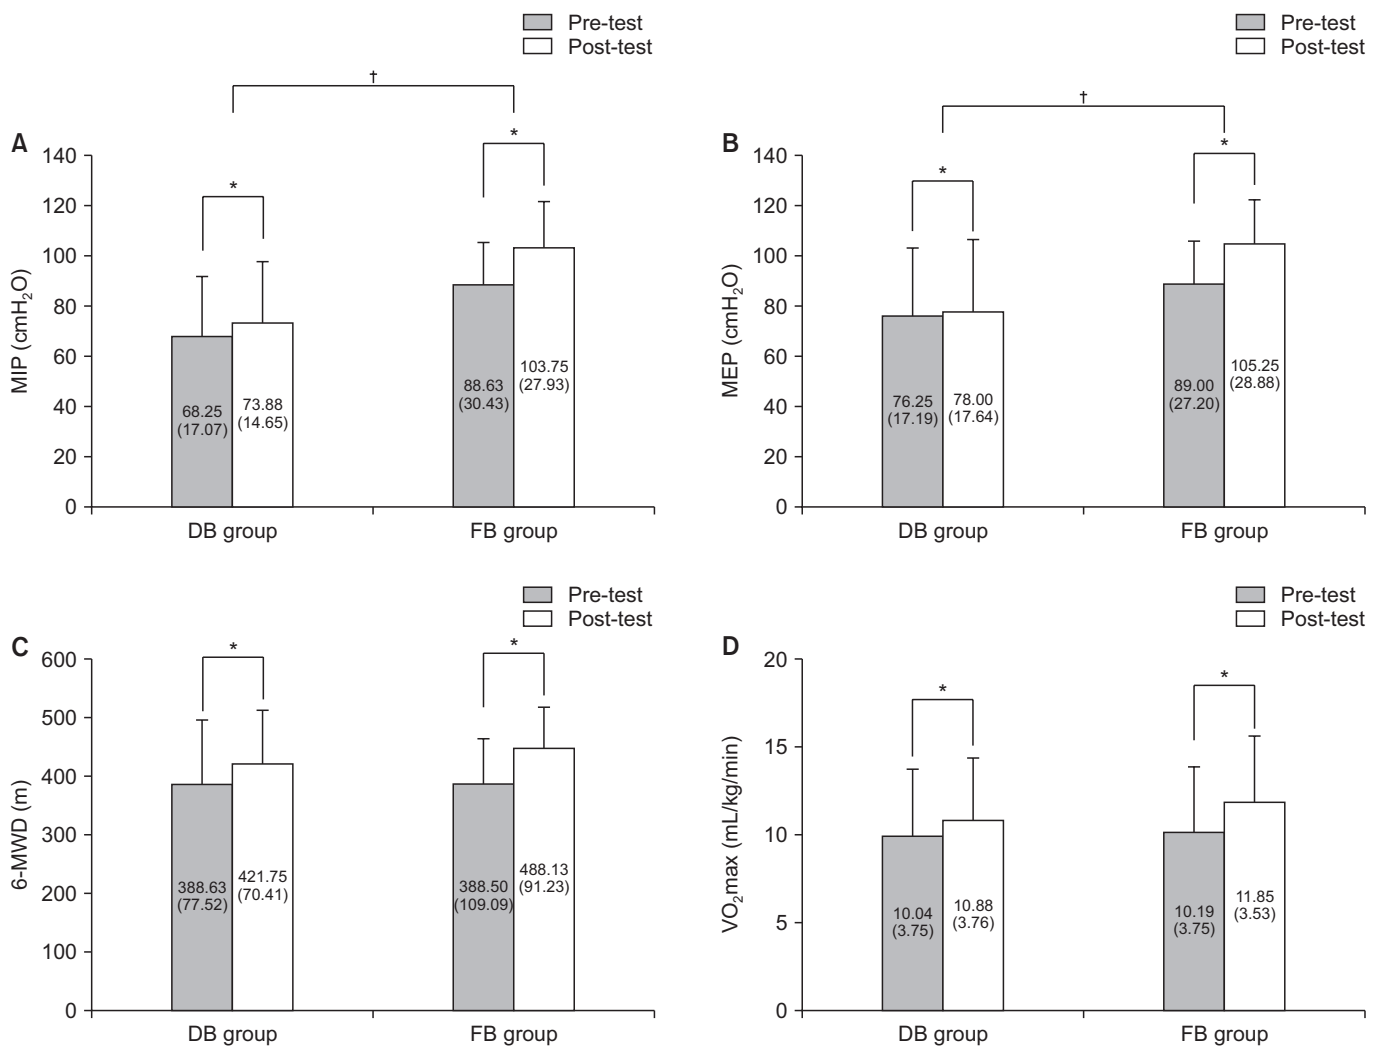 Pre-test
Post-test
†
A
*
*
MIP (cmH₂O)
140
120
100
80
60
40
20
0
68.25
(17.07)
73.88
(14.65)
88.63
(30.43)
103.75
(27.93)
DB group
FB group
Pre-test
Post-test
†
B
*
*
MEP (cmH₂O)
140
120
100
80
60
40
20
0
76.25
(17.19)
78.00
(17.64)
89.00
(27.20)
105.25
(28.88)
DB group
FB group
Pre-test
Post-test
C
*
*
6-MWD (m)
600
500
400
300
200
100
0
388.63
(77.52)
421.75
(70.41)
388.50
(109.09)
488.13
(91.23)
DB group
FB group
Pre-test
Post-test
D
*
*
VO₂max (mL/kg/min)
20
15
10
5
0
10.04
(3.75)
10.88
(3.76)
10.19
(3.75)
11.85
(3.53)
DB group
FB group